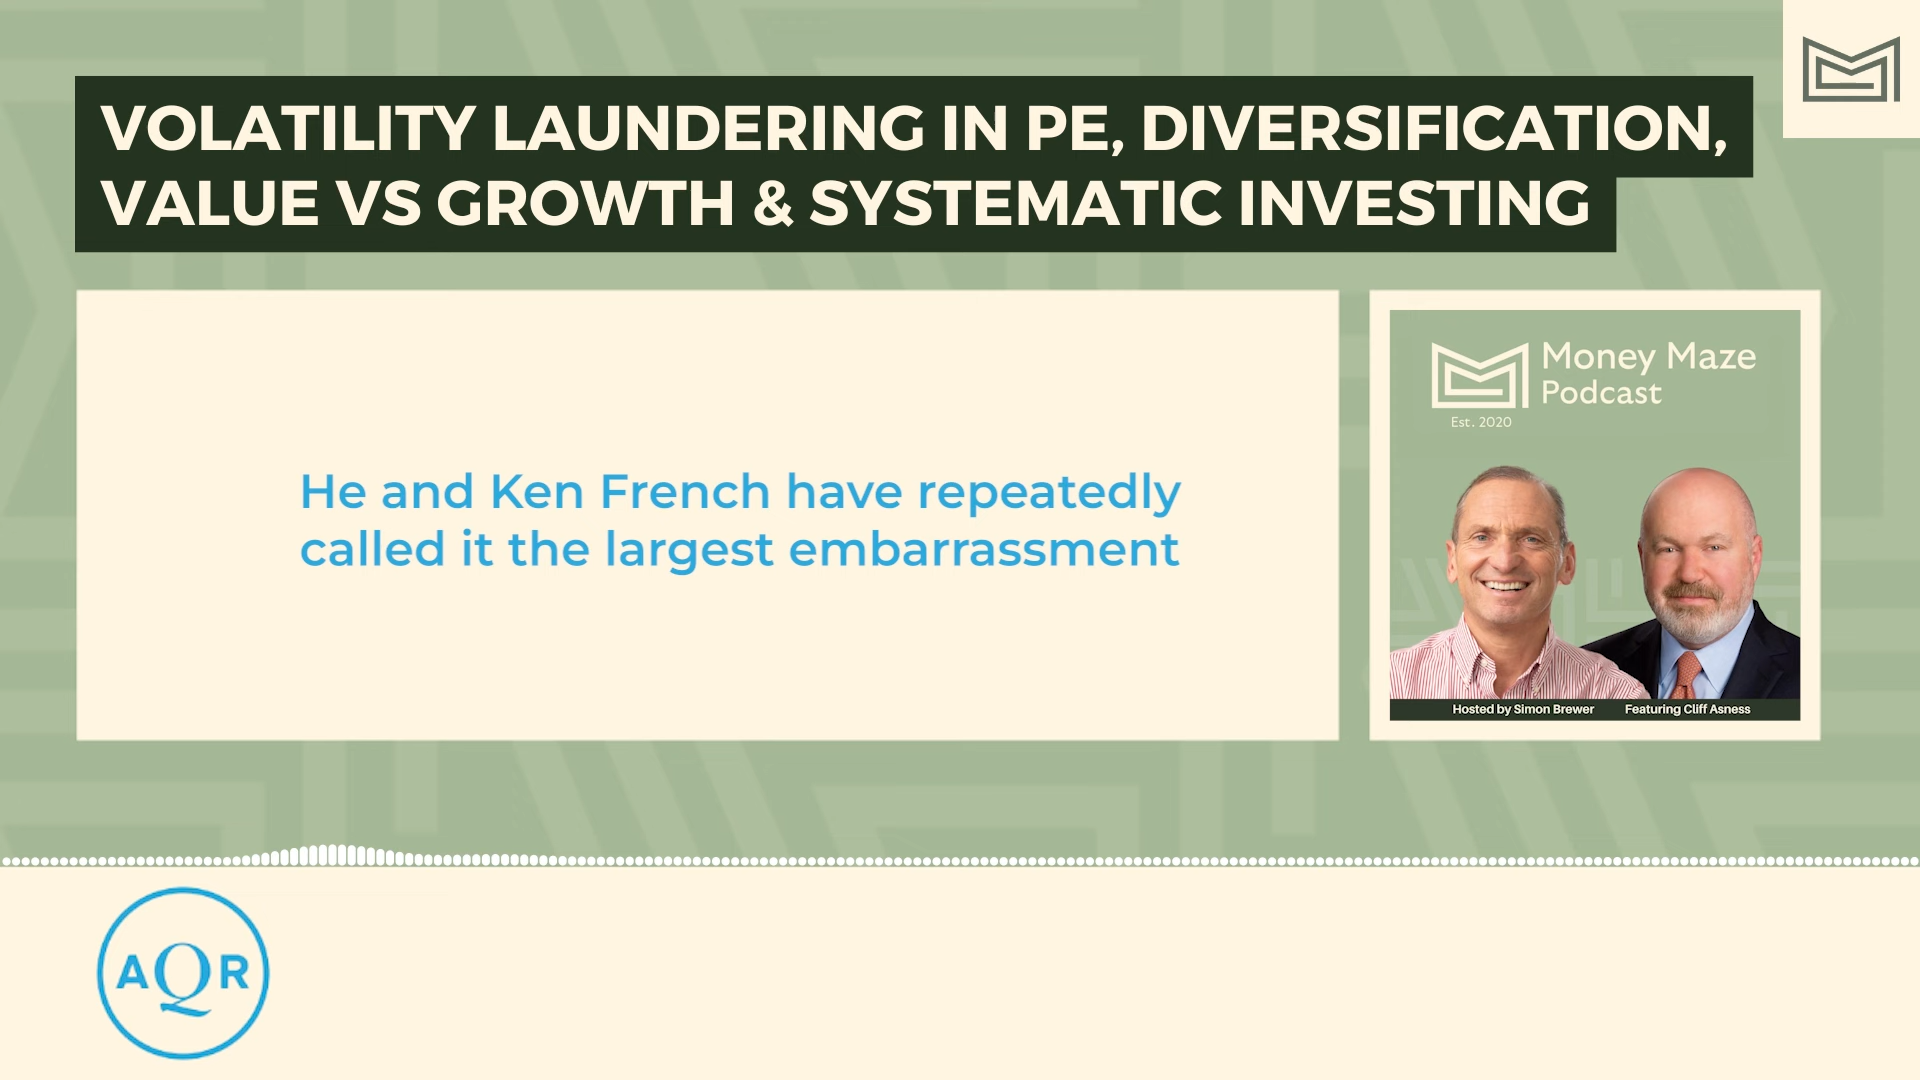 VOLATILITY LAUNDERING IN PE, DIVERSIFICATION,
VALUE VS GROWTH & SYSTEMATIC INVESTING
He and Ken French have repeatedly
called it the largest embarrassment
Money Maze
Podcast
Est. 2020
Hosted by Simon Brewer
Featuring Cliff Asness
AQR